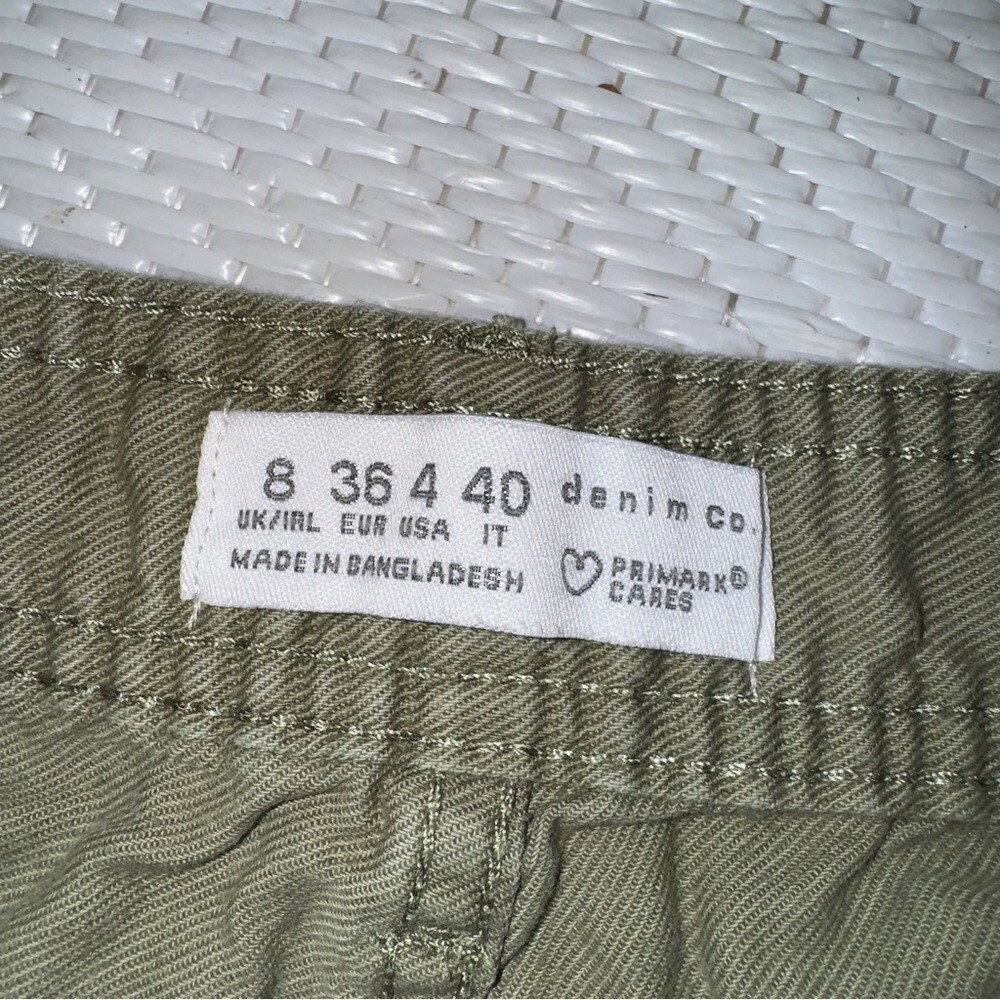 8 36 4 40
UK/IRL EUR USA IT
MADE IN BANGLADESH
denim co.
PRIMARK®
CARES